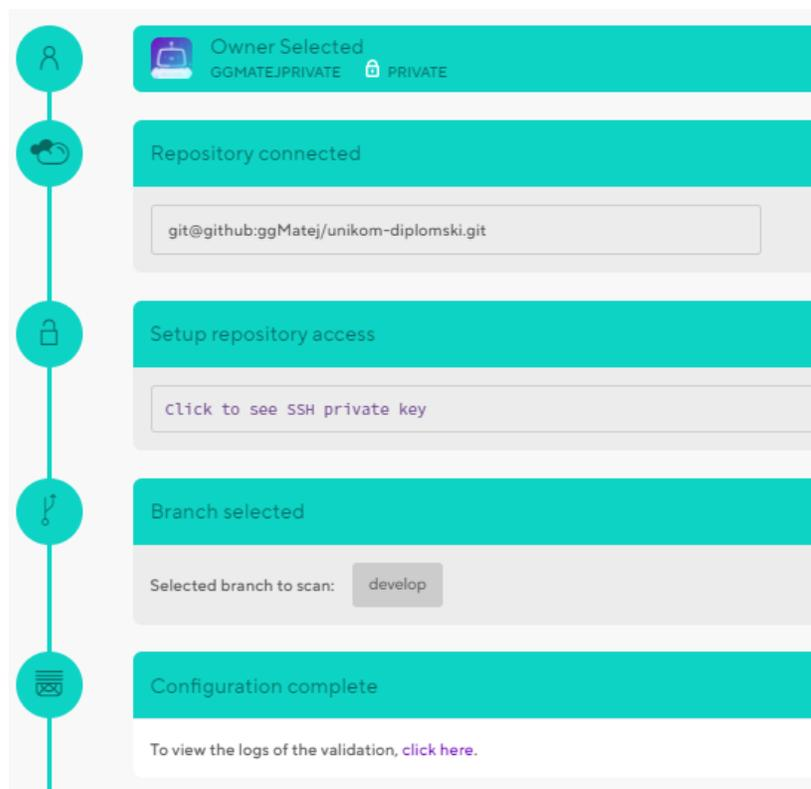 Owner Selected
GGMATEJPRIVATE PRIVATE
Repository connected
git@github:ggMatej/unikom-diplomski.git
Setup repository access
Click to see SSH private key
Branch selected
Selected branch to scan: develop
Configuration complete
To view the logs of the validation, click here.